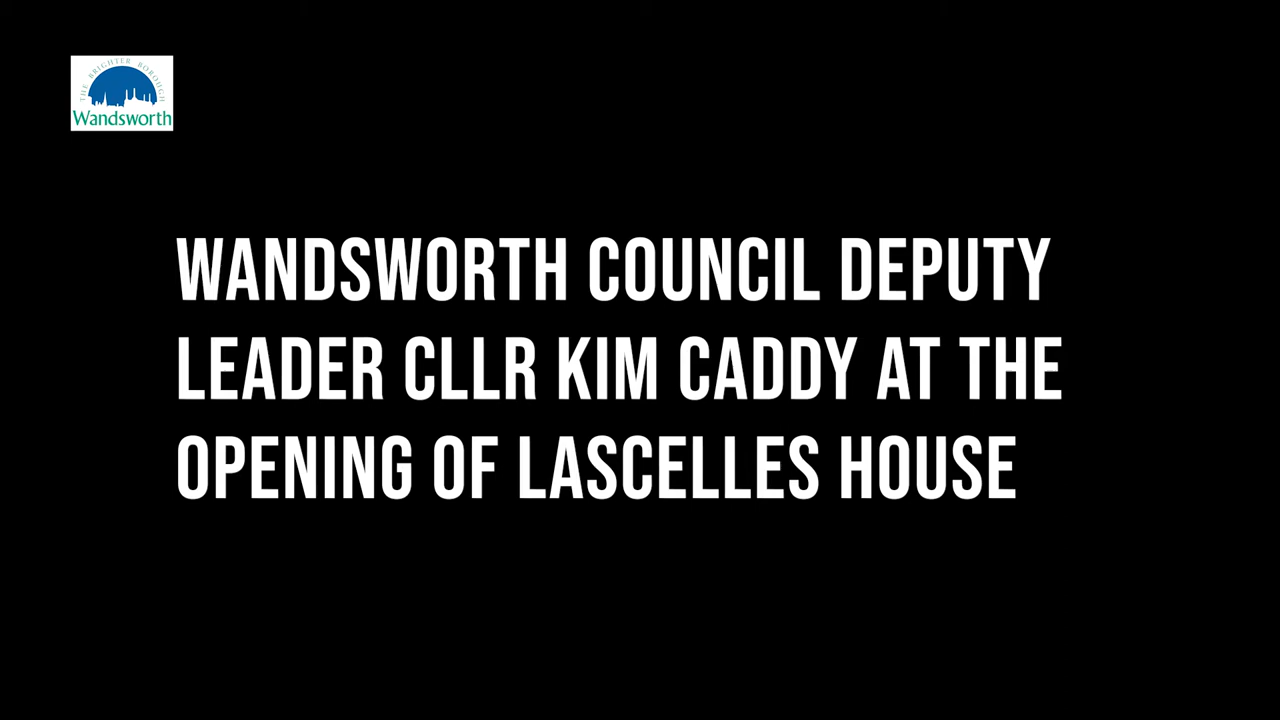 THE BRIGHTER BOROUGH
Wandsworth
WANDSWORTH COUNCIL DEPUTY
LEADER CLLR KIM CADDY AT THE
OPENING OF LASCELLES HOUSE